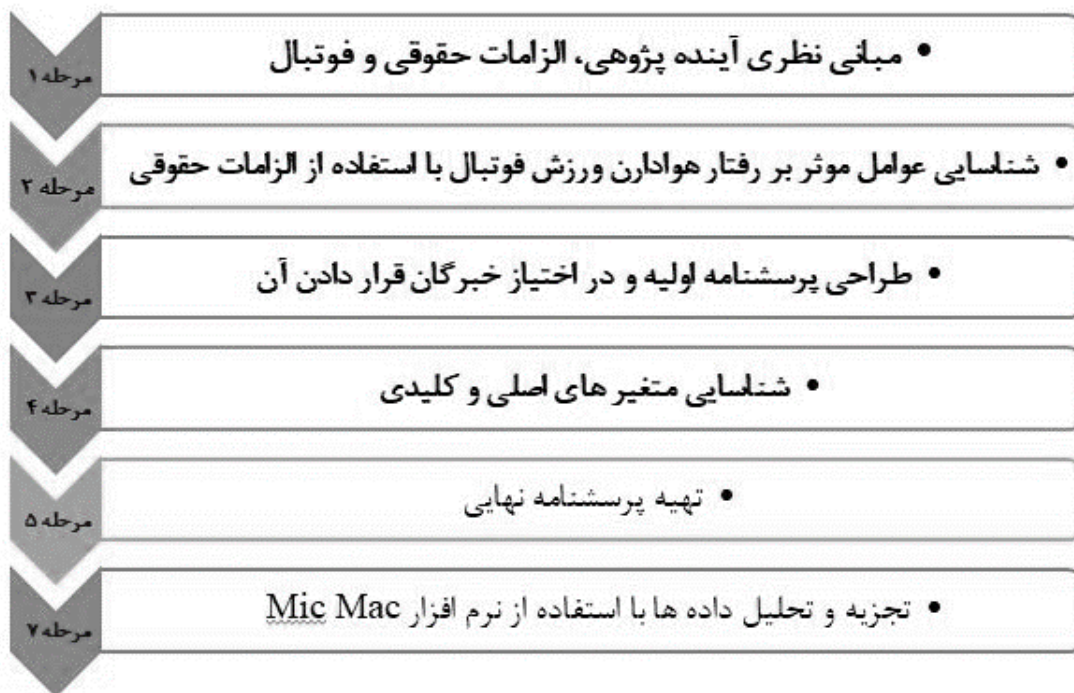 مرحله ۱
• مبانی نظری آینده پژوهی، الزامات حقوقی و فوتبال
مرحله ۲
• شناسایی عوامل موثر بر رفتار هوادارن ورزش فوتبال با استفاده از الزامات حقوقی
مرحله ۳
• طراحی پرسشنامه اولیه و در اختیاز خبرگان قرار دادن آن
مرحله ۴
• شناسایی متغیر های اصلی و کلیدی
مرحله ۵
• تهیه پرسشنامه نهایی
مرحله ۷
• تجزیه و تحلیل داده ها با استفاده از نرم افزار Mic Mac